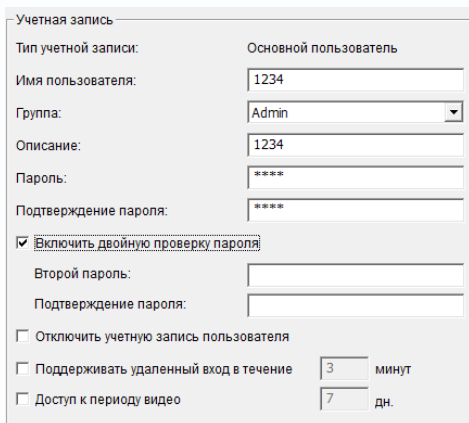 Учетная запись
Тип учетной записи: Основной пользователь
Имя пользователя: 1234
Группа: Admin
Описание: 1234
Пароль: ****
Подтверждение пароля: ****
Включить двойную проверку пароля
Второй пароль:
Подтверждение пароля:
Отключить учетную запись пользователя
Поддерживать удаленный вход в течение 3 минут
Доступ к периоду видео 7 дн.